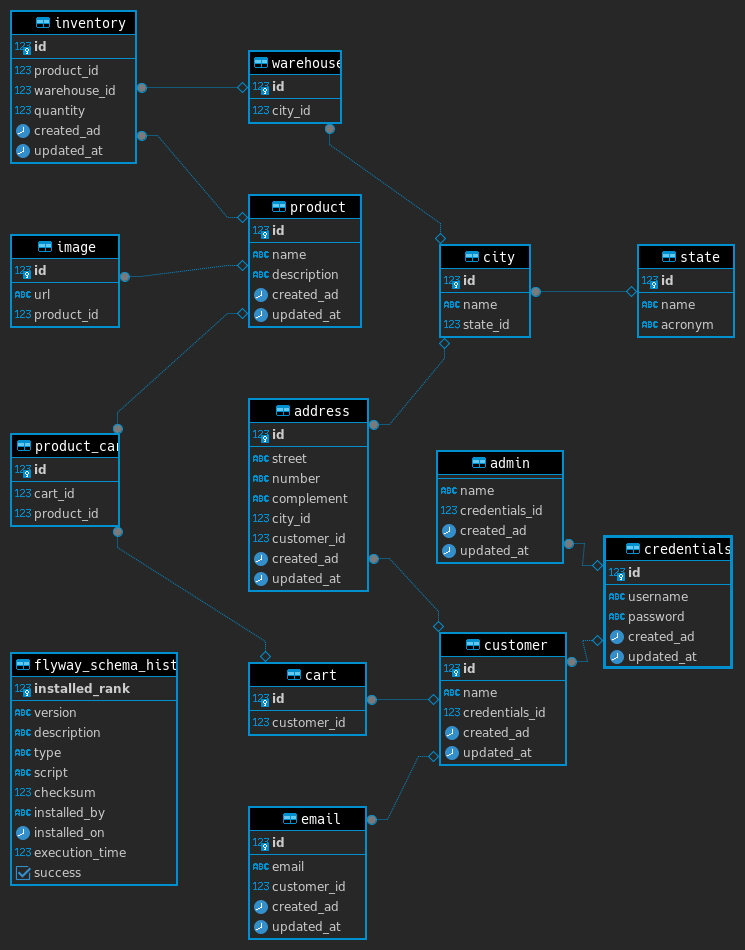 inventory
123 id
123 product_id
123 warehouse_id
123 quantity
created_ad
updated_at
warehouse
123 id
123 city_id
product
123 id
ABC name
ABC description
created_ad
updated_at
image
123 id
ABC url
123 product_id
city
123 id
ABC name
123 state_id
state
123 id
ABC name
ABC acronym
address
123 id
ABC street
ABC number
ABC complement
123 city_id
123 customer_id
created_ad
updated_at
product_car
123 id
123 cart_id
123 product_id
admin
ABC name
123 credentials_id
created_ad
updated_at
credentials
123 id
ABC username
ABC password
created_ad
updated_at
customer
123 id
ABC name
123 credentials_id
created_ad
updated_at
flyway_schema_hist
123 installed_rank
ABC version
ABC description
ABC type
ABC script
123 checksum
ABC installed_by
installed_on
123 execution_time
success
cart
123 id
123 customer_id
email
123 id
ABC email
123 customer_id
created_ad
updated_at